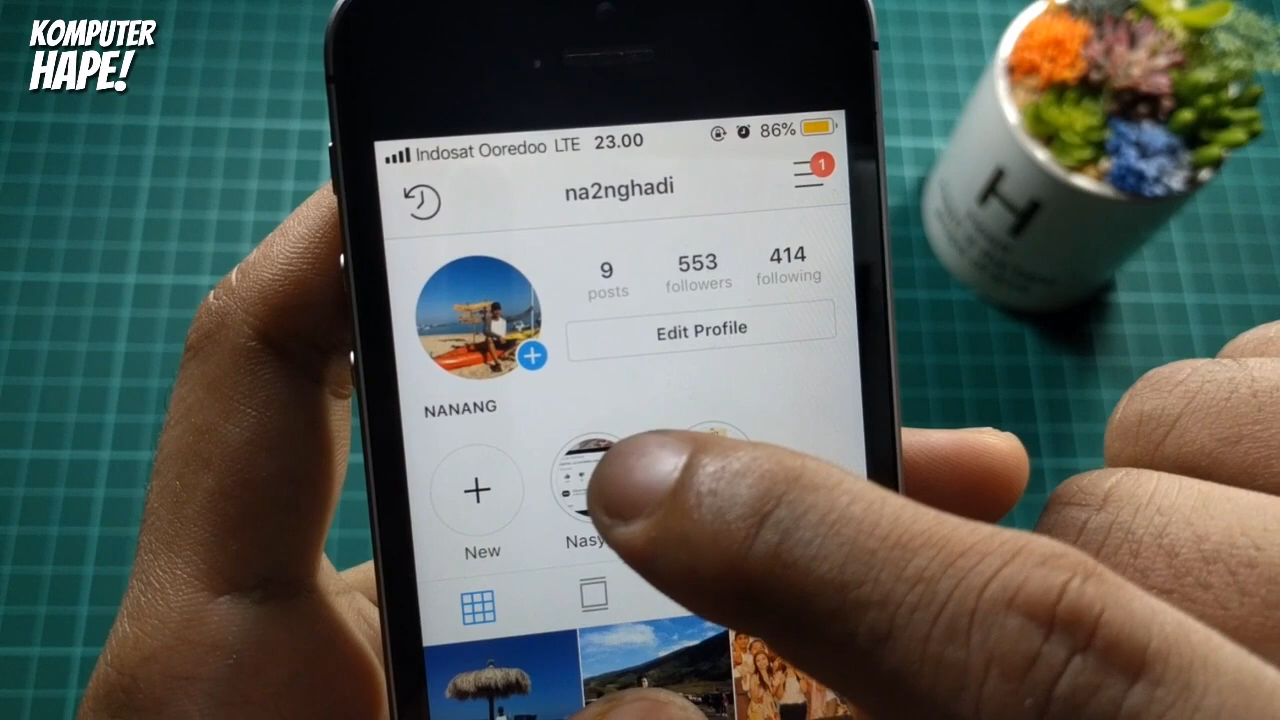 KOMPUTER
HAPE!
Indosat Ooredoo LTE 23.00 86%
na2nghadi
1
9 553 414
posts followers following
Edit Profile
NANANG
New
H